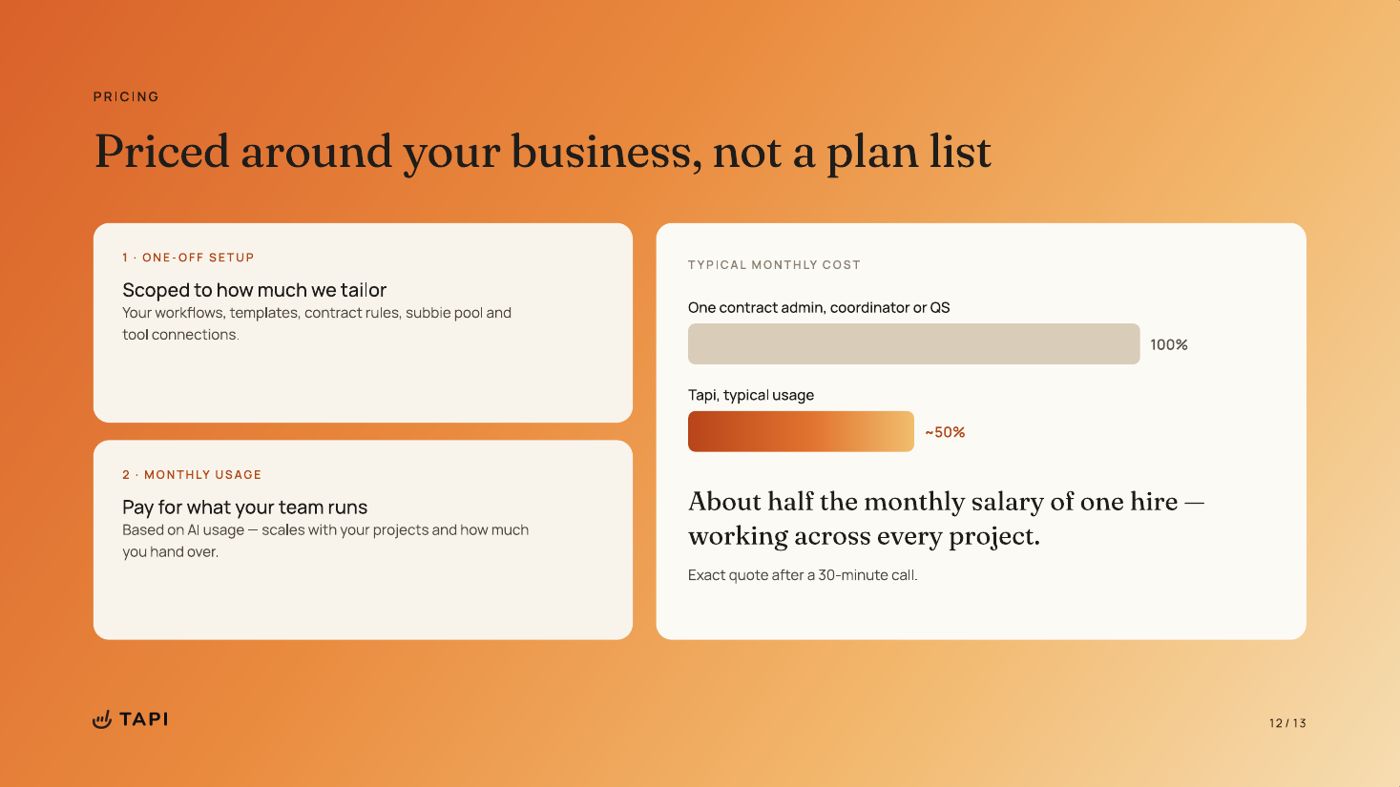 PRICING
Priced around your business, not a plan list
1 · ONE-OFF SETUP
Scoped to how much we tailor
Your workflows, templates, contract rules, subbie pool and
tool connections.
2 · MONTHLY USAGE
Pay for what your team runs
Based on AI usage — scales with your projects and how much
you hand over.
TYPICAL MONTHLY COST
One contract admin, coordinator or QS
100%
Tapi, typical usage
~50%
About half the monthly salary of one hire —
working across every project.
Exact quote after a 30-minute call.
TAPI
12 / 13